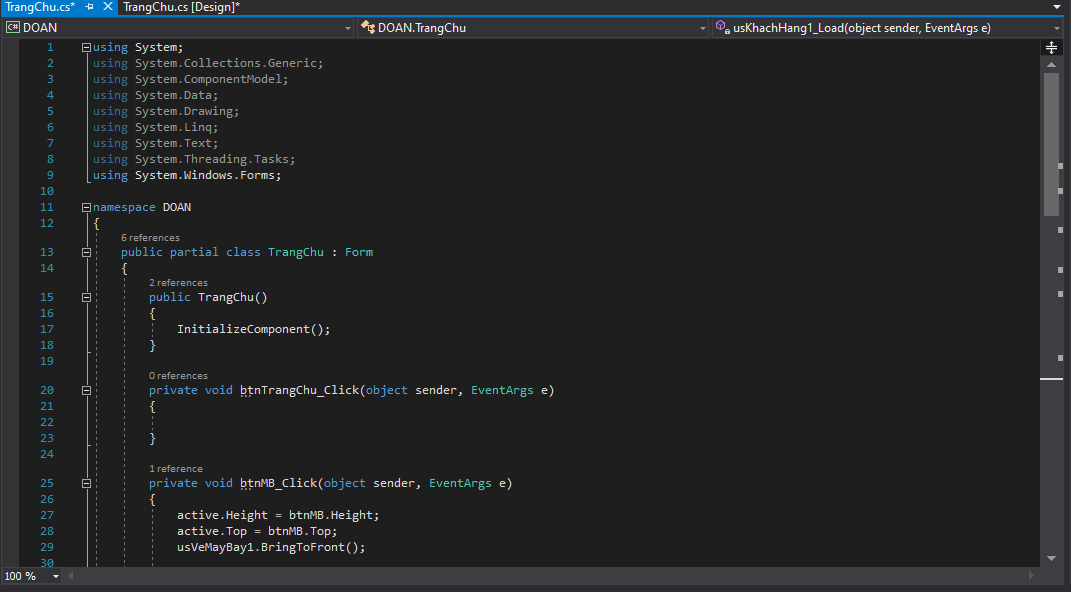 TrangChu.cs* TrangChu.cs [Design]*
C# DOAN DOAN.TrangChu usKhachHang1_Load(object sender, EventArgs e)
1 using System;
2 using System.Collections.Generic;
3 using System.ComponentModel;
4 using System.Data;
5 using System.Drawing;
6 using System.Linq;
7 using System.Text;
8 using System.Threading.Tasks;
9 using System.Windows.Forms;
10
11 namespace DOAN
12 {
6 references
13 public partial class TrangChu : Form
14 {
2 references
15 public TrangChu()
16 {
17 InitializeComponent();
18 }
19
0 references
20 private void btnTrangChu_Click(object sender, EventArgs e)
21 {
22
23 }
24
1 reference
25 private void btnMB_Click(object sender, EventArgs e)
26 {
27 active.Height = btnMB.Height;
28 active.Top = btnMB.Top;
29 usVeMayBay1.BringToFront();
30
100 %